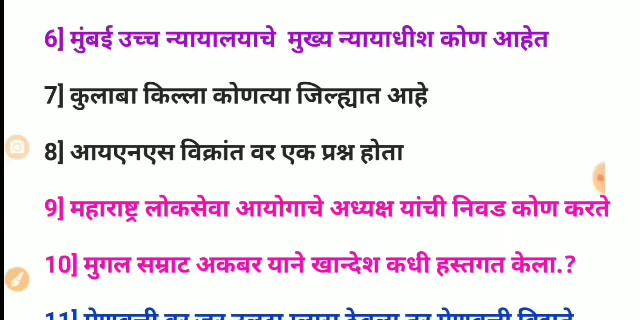 6] मुंबई उच्च न्यायालयाचे मुख्य न्यायाधीश कोण आहेत
7] कुलाबा किल्ला कोणत्या जिल्ह्यात आहे
8] आयएनएस विक्रांत वर एक प्रश्न होता
9] महाराष्ट्र लोकसेवा आयोगाचे अध्यक्ष यांची निवड कोण करते
10] मुगल सम्राट अकबर याने खान्देश कधी हस्तगत केला.?
11]